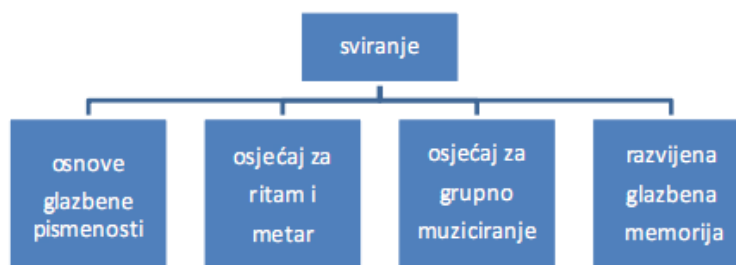 sviranje
osnove
glazbene
pismenosti
osjećaj za
ritam i
metar
osjećaj za
grupno
muziciranje
razvijena
glazbena
memorija